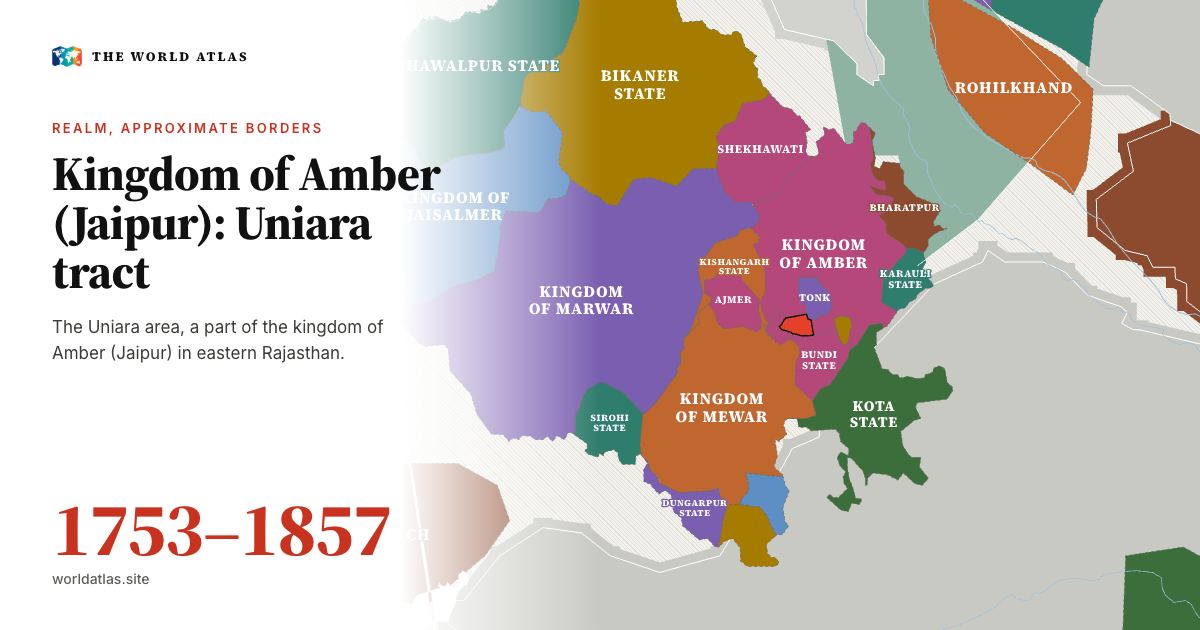 THE WORLD ATLAS
REALM, APPROXIMATE BORDERS
Kingdom of Amber
(Jaipur): Uniara
tract
The Uniara area, a part of the kingdom of
Amber (Jaipur) in eastern Rajasthan.
1753–1857
worldatlas.site
HAWALPUR STATE
BIKANER
STATE
ROHILKHAND
SHEKHAWATI
KINGDOM OF
JAISALMER
BHARATPUR
KINGDOM
OF AMBER
KISHANGARH
STATE
KARAULI
STATE
AJMER
TONK
KINGDOM
OF MARWAR
BUNDI
STATE
KINGDOM
OF MEWAR
KOTA
STATE
SIROHI
STATE
DUNGARPUR
STATE
CH